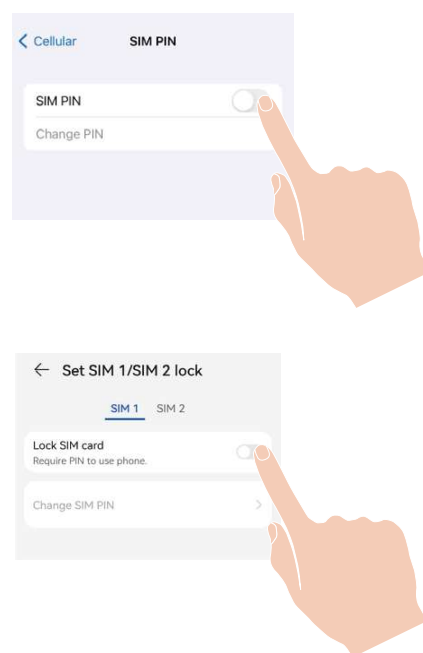 Cellular SIM PIN
SIM PIN
Change PIN
Set SIM 1/SIM 2 lock
SIM 1 SIM 2
Lock SIM card
Require PIN to use phone.
Change SIM PIN